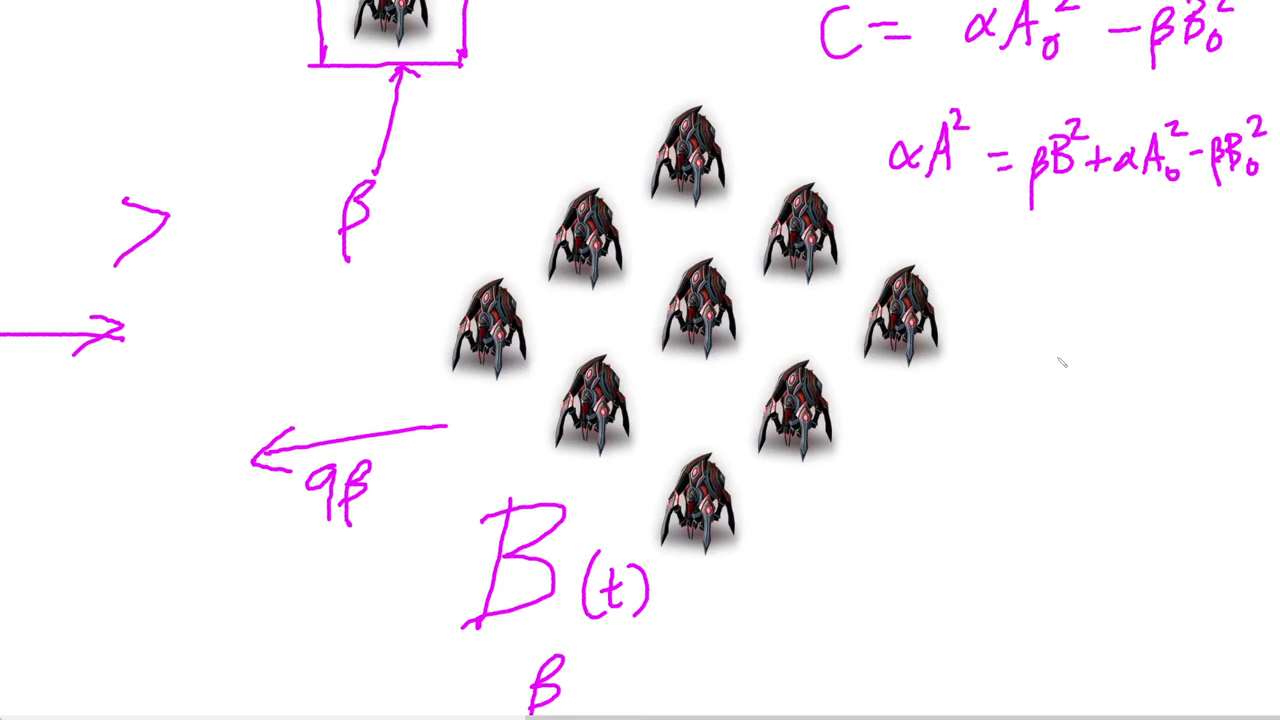 C = αA₀² − βB₀²
αA² = βB² + αA₀² − βB₀²
>
β
9β
B(t)
β